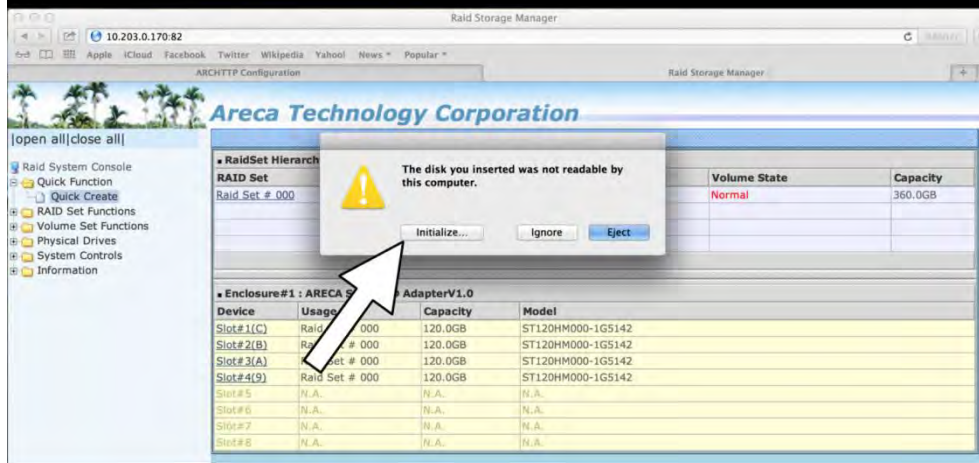 Raid Storage Manager
10.203.0.170:82
Apple iCloud Facebook Twitter Wikipedia Yahoo! News Popular
ARCHTTP Configuration Raid Storage Manager
Areca Technology Corporation
|open all|close all|
Raid System Console
Quick Function
Quick Create
RAID Set Functions
Volume Set Functions
Physical Drives
System Controls
Information
The disk you inserted was not readable by
this computer.
Initialize... Ignore Eject
RaidSet Hierarch
RAID Set Volume State Capacity
Raid Set # 000 Normal 360.0GB
Enclosure#1 : ARECA S AdapterV1.0
Device Usage Capacity Model
Slot#1(C) Raid 000 120.0GB ST120HM000-1G5142
Slot#2(B) # 000 120.0GB ST120HM000-1G5142
Slot#3(A) Set # 000 120.0GB ST120HM000-1G5142
Slot#4(9) Raid Set # 000 120.0GB ST120HM000-1G5142
Slot#5 N.A. N.A. N.A.
Slot#6 N.A. N.A. N.A.
Slot#7 N.A. N.A. N.A.
Slot#8 N.A. N.A. N.A.